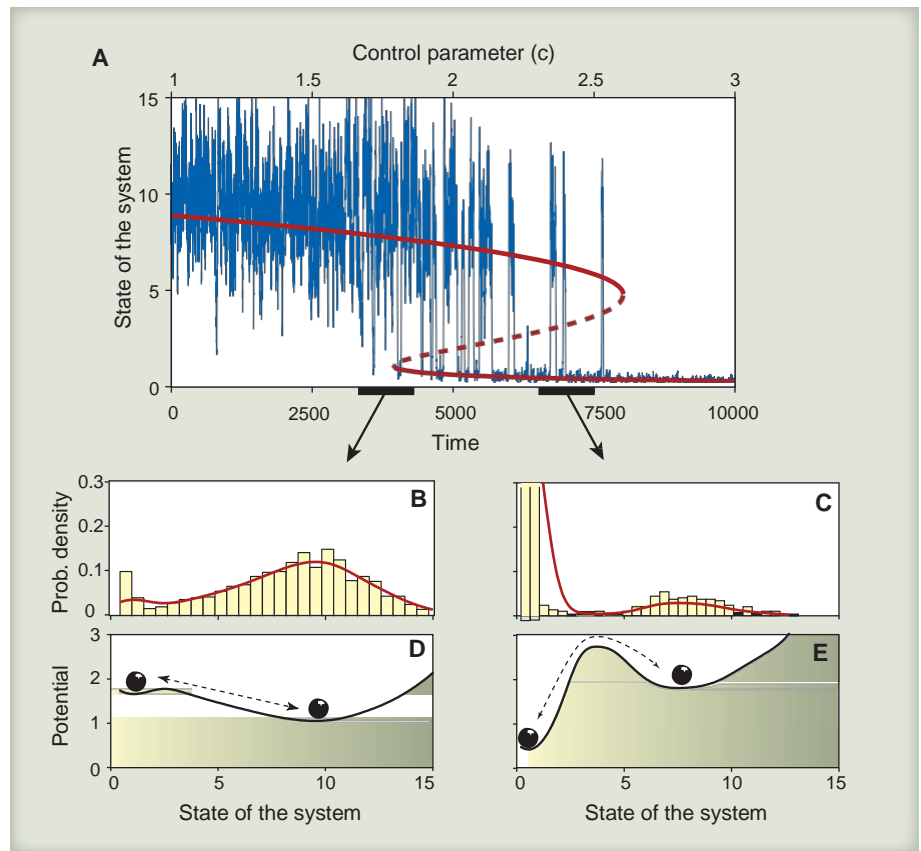 A
Control parameter (c)
1 1.5 2 2.5 3
15
10
5
0
State of the system
0 2500 5000 7500 10000
Time
B
0.3
0.2
0.1
0
Prob. density
C
D
3
2
1
0
Potential
0 5 10 15
State of the system
E
0 5 10 15
State of the system